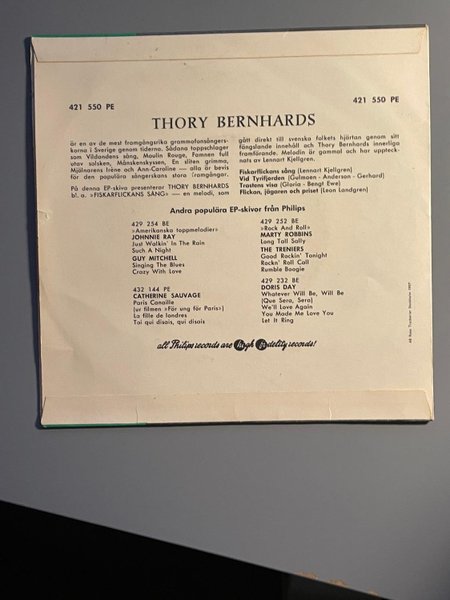 421 550 PE
421 550 PE
THORY BERNHARDS
är en av de mest framgångsrika grammofonsångers-
korna i Sverige genom tiderna. Sådana toppschlager
som Vildandens sång, Moulin Rouge, Famnen full
utav solsken, Månskenskyssen, En sliten grimma,
Mjölnarens Irène och Ann-Caroline — alla är bevis
för den populära sångerskans stora framgångar.
På denna EP-skiva presenterar THORY BERNHARDS
bl. a. »FISKARFLICKANS SÅNG» — en melodi, som
gått direkt till svenska folkets hjärtan genom sitt
fängslande innehåll och Thory Bernhards innerliga
framförande. Melodin är gammal och har uppteck-
nats av Lennart Kjellgren.
Fiskarflickans sång (Lennart Kjellgren)
Vid Tyrifjorden (Gulmoen - Anderson - Gerhard)
Trastens visa (Gloria - Bengt Ewe)
Flickan, jägaren och priset (Leon Landgren)
Andra populära EP-skivor från Philips
429 254 BE
»Amerikanska toppmelodier»
JOHNNIE RAY
Just Walkin' In The Rain
Such A Night
GUY MITCHELL
Singing The Blues
Crazy With Love
432 144 PE
CATHERINE SAUVAGE
Paris Canaille
(ur filmen »För ung för Paris»)
La fille de londres
Toi qui disais, qui disais
429 252 BE
»Rock And Roll»
MARTY ROBBINS
Long Tall Sally
THE TRENIERS
Good Rockin' Tonight
Rockn' Roll Call
Rumble Boogie
429 232 BE
DORIS DAY
Whatever Will Be, Will Be
(Que Sera, Sera)
We'll Love Again
You Made Me Love You
Let It Ring
all Philips records are high fidelity records!
Stockholm 1957